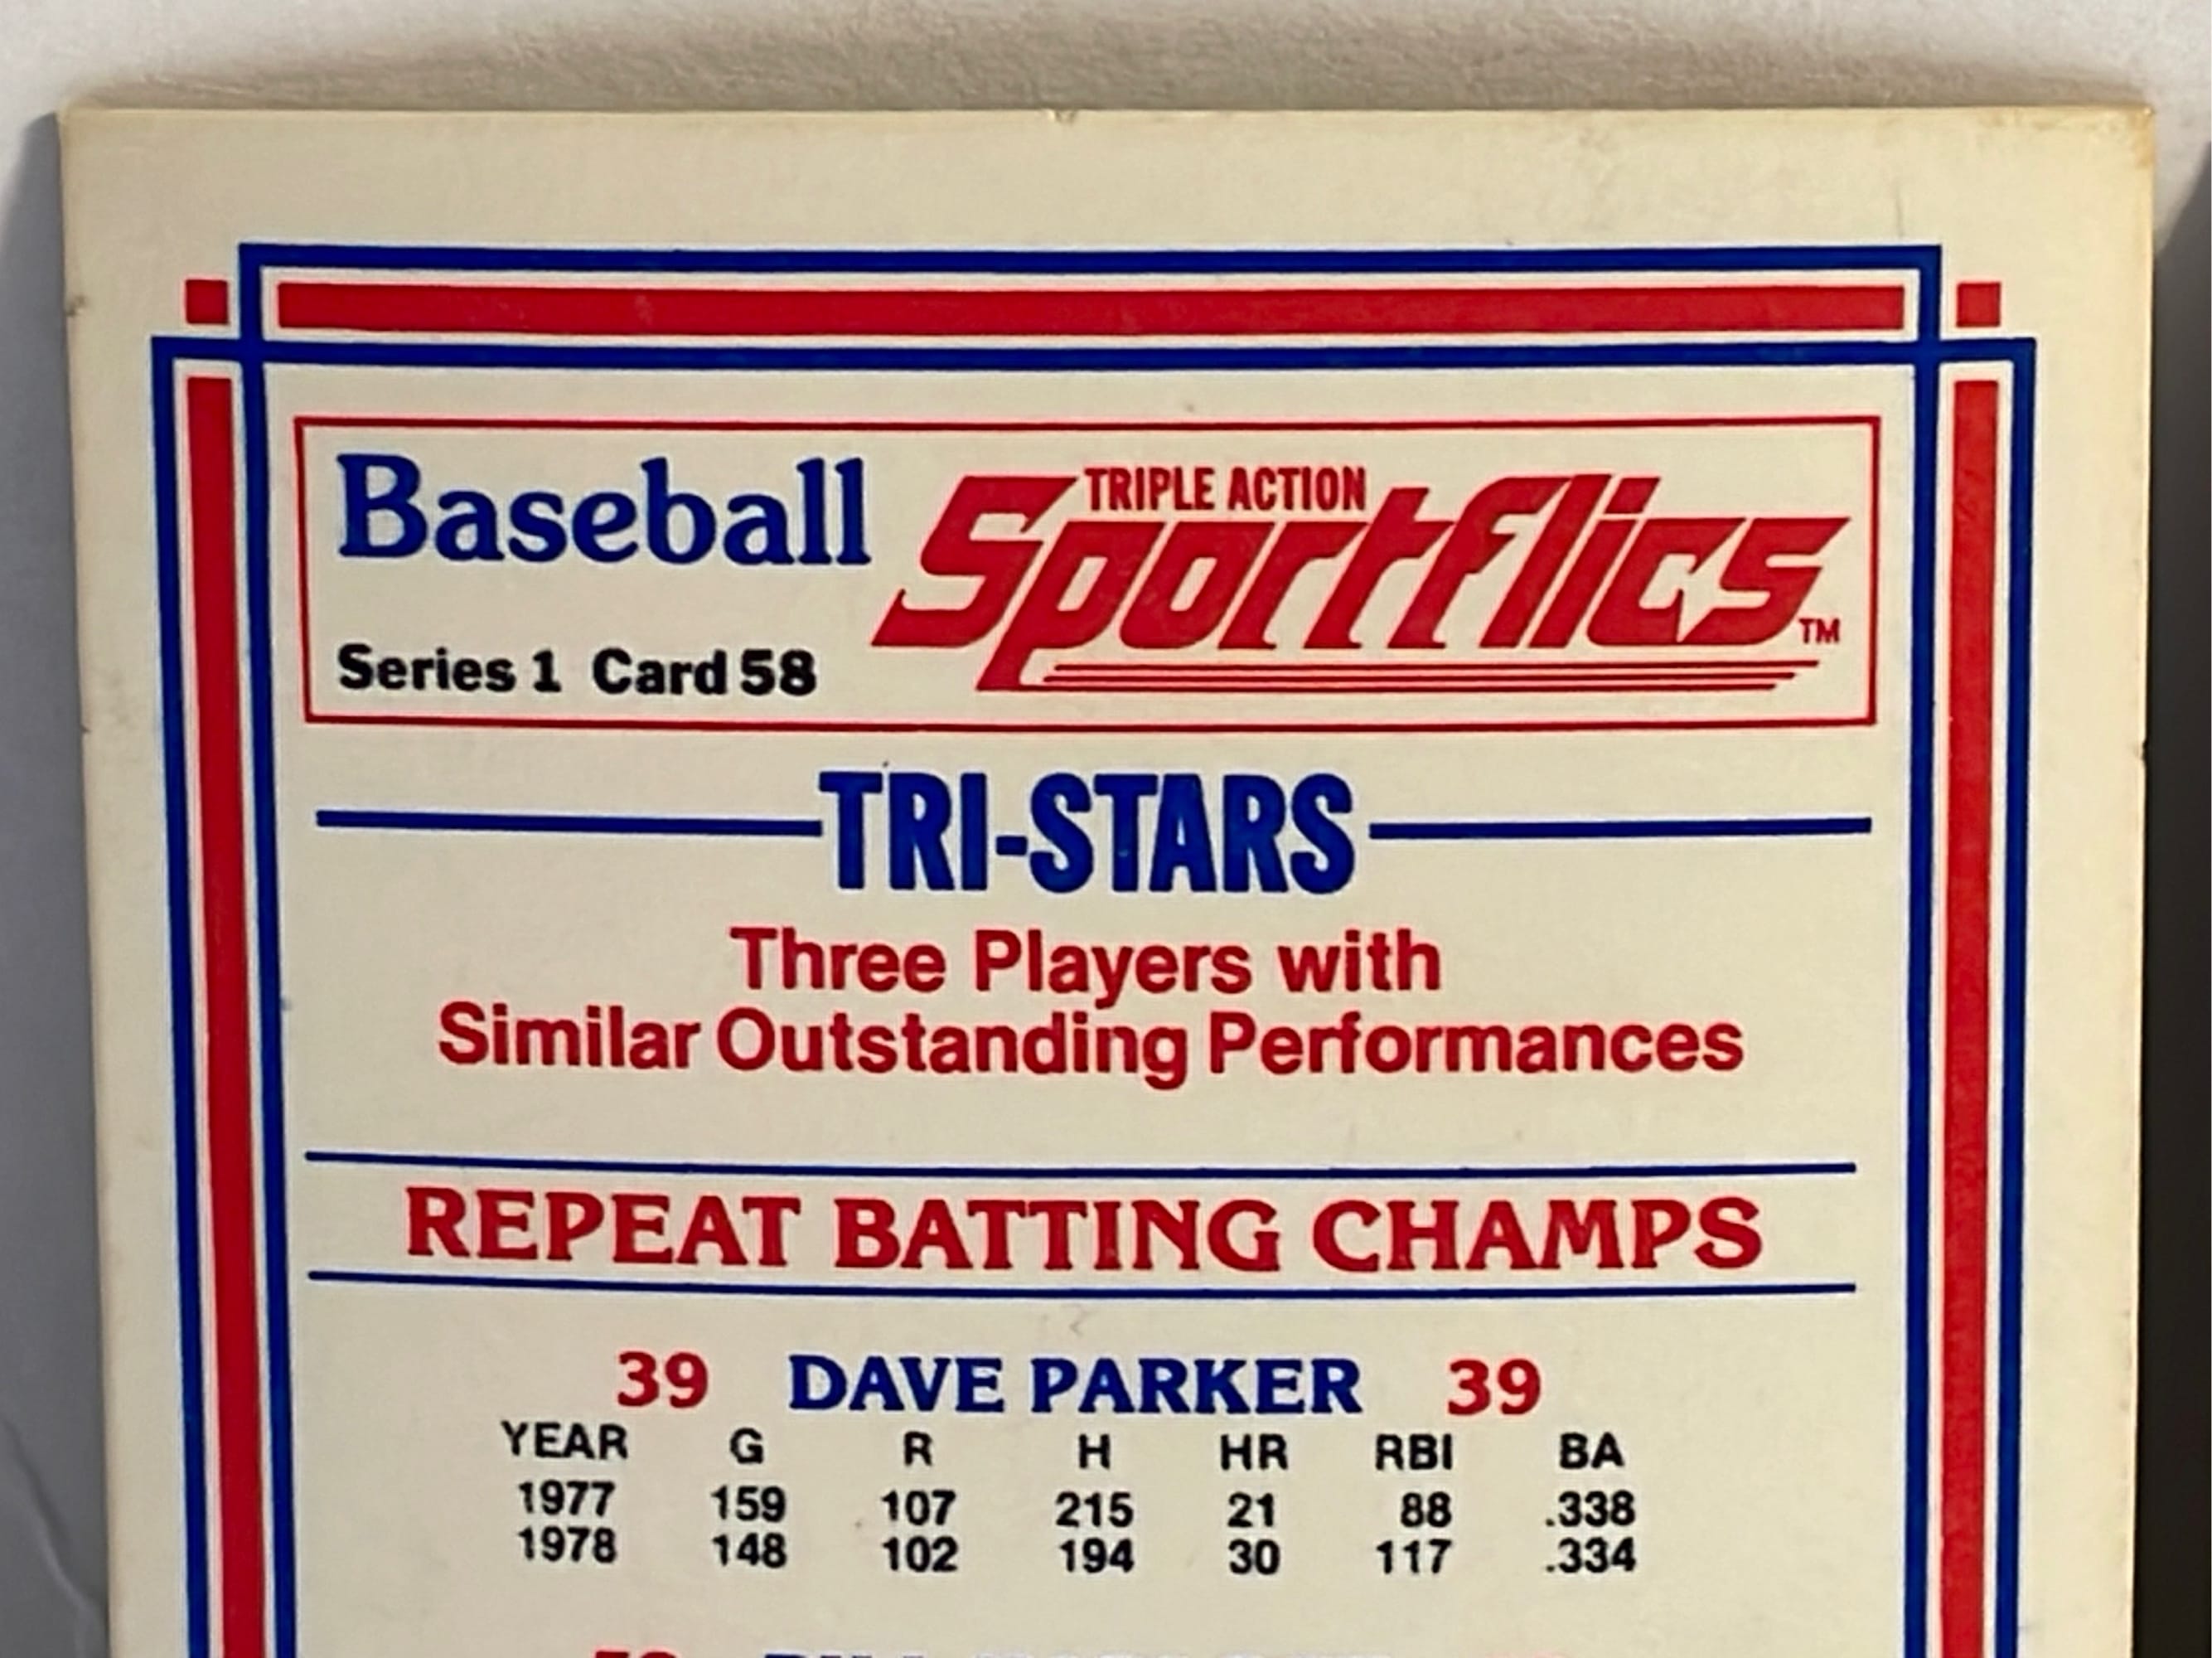 Baseball TRIPLE ACTION Sportflics™
Series 1 Card 58
TRI-STARS
Three Players with
Similar Outstanding Performances
REPEAT BATTING CHAMPS
39 DAVE PARKER 39
YEAR G R H HR RBI BA
1977 159 107 215 21 88 .338
1978 148 102 194 30 117 .334